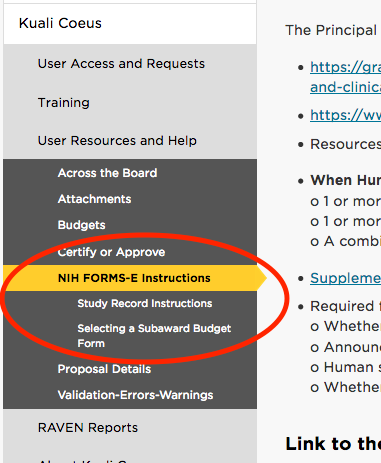 Kuali Coeus
User Access and Requests
Training
User Resources and Help
Across the Board
Attachments
Budgets
Certify or Approve
NIH FORMS-E Instructions
Study Record Instructions
Selecting a Subaward Budget
Form
Proposal Details
Validation-Errors-Warnings
RAVEN Reports
The Principal
https://gra
and-clinica
https://ww
• Resources
• When Hum
o 1 or mor
o 1 or mor
o A combi
• Suppleme
• Required f
o Whether
o Announc
o Human s
o Whether
Link to the